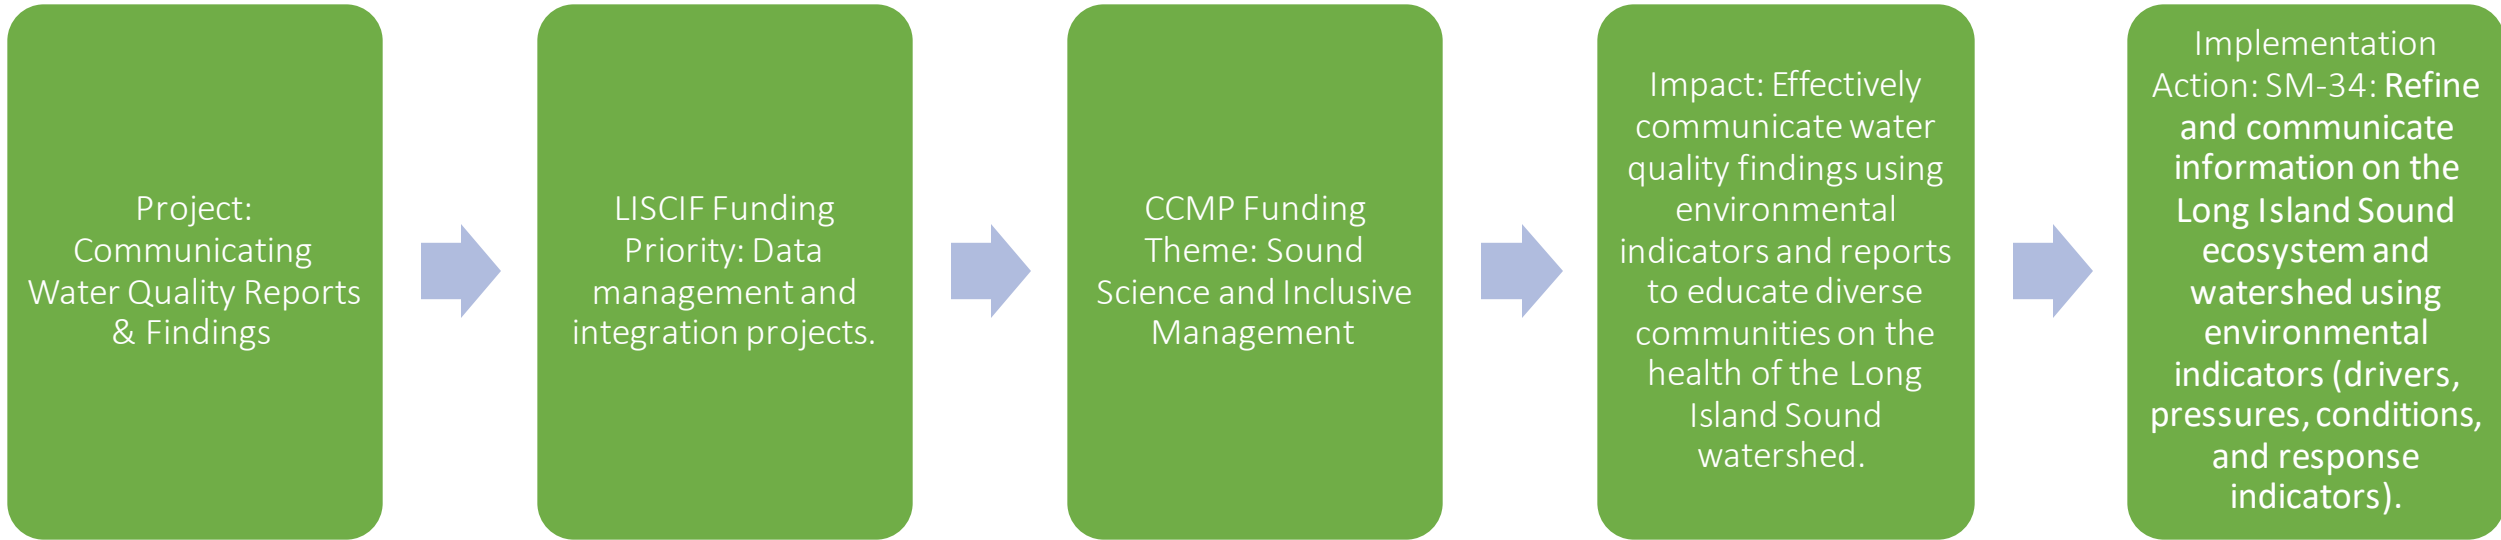 Project:
Communicating
Water Quality Reports
& Findings
LISCIF Funding
Priority: Data
management and
integration projects.
CCMP Funding
Theme: Sound
Science and Inclusive
Management
Impact: Effectively
communicate water
quality findings using
environmental
indicators and reports
to educate diverse
communities on the
health of the Long
Island Sound
watershed.
Implementation
Action: SM-34: Refine
and communicate
information on the
Long Island Sound
ecosystem and
watershed using
environmental
indicators (drivers,
pressures, conditions,
and response
indicators).